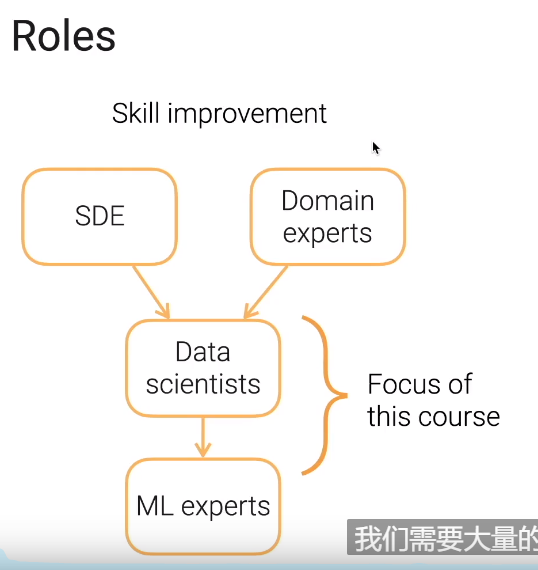 Roles
Skill improvement
SDE
Domain
experts
Data
scientists
Focus of
this course
ML experts
我们需要大量的